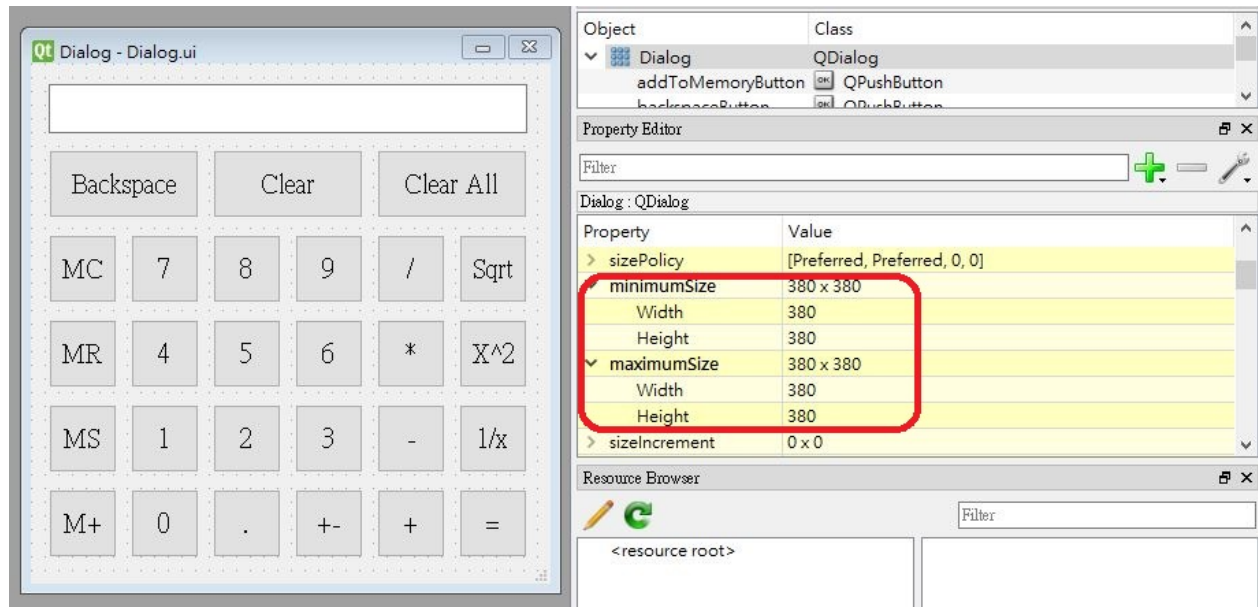 Dialog - Dialog.ui
Backspace Clear Clear All
MC 7 8 9 / Sqrt
MR 4 5 6 * X^2
MS 1 2 3 - 1/x
M+ 0 . +- + =
Object Class
Dialog QDialog
addToMemoryButton QPushButton
backspaceButton QPushButton
Property Editor
Filter
Dialog : QDialog
Property Value
sizePolicy [Preferred, Preferred, 0, 0]
minimumSize 380 x 380
Width 380
Height 380
maximumSize 380 x 380
Width 380
Height 380
sizeIncrement 0 x 0
Resource Browser
Filter
<resource root>